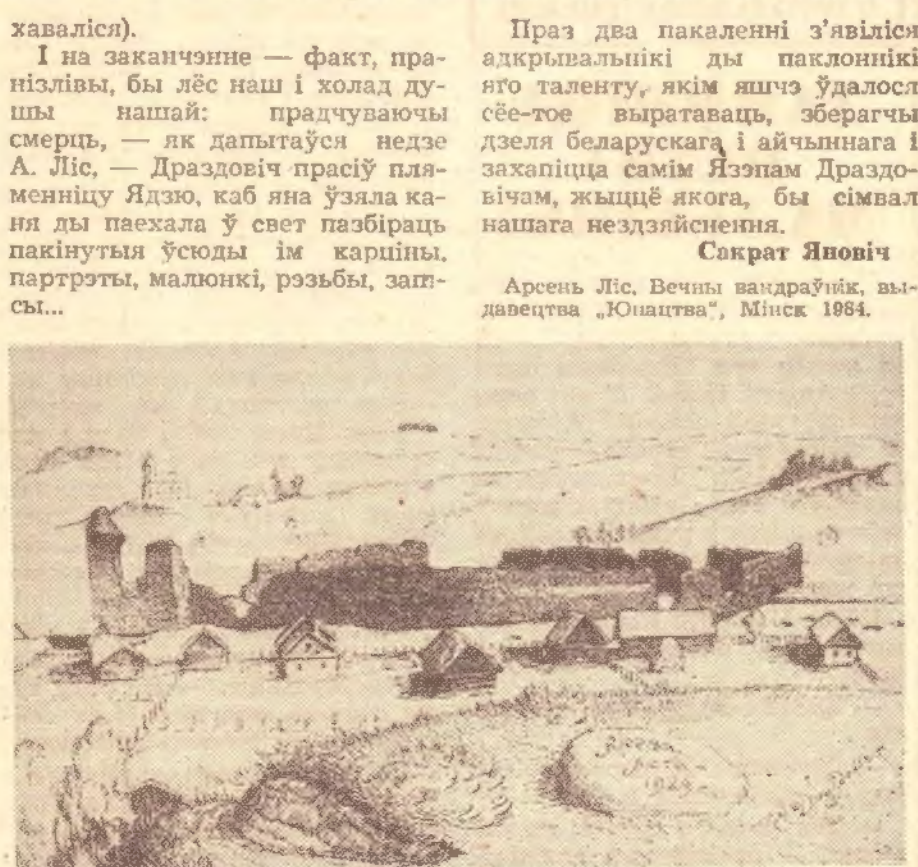 хаваліся).
І на заканчэнне — факт, пра-
нізлівы, бы лёс наш і холад ду-
шы нашай: прадчуваючы
смерць, — як дапытаўся недзе
А. Ліс, — Драздовіч прасіў пля-
менніцу Ядзю, каб яна ўзяла ка-
ня ды паехала ў свет пазбіраць
пакінутыя ўсюды ім карціны.
партрэты, малюнкі, рэзьбы, запі-
сы...
Праз два пакаленні з'явіліся
адкрывальнікі ды паклоннікі
яго таленту, якім яшчэ ўдалося
сёе-тое выратаваць, зберагчы
дзеля беларускага і айчыннага і
захапіцца самім Язэпам Драздо-
вічам, жыццё якога, бы сімвал
нашага нездзяйснення.
Сакрат Яновіч
Арсень Ліс, Вечны вандраўнік, вы-
давецтва „Юнацтва", Мінск 1984.